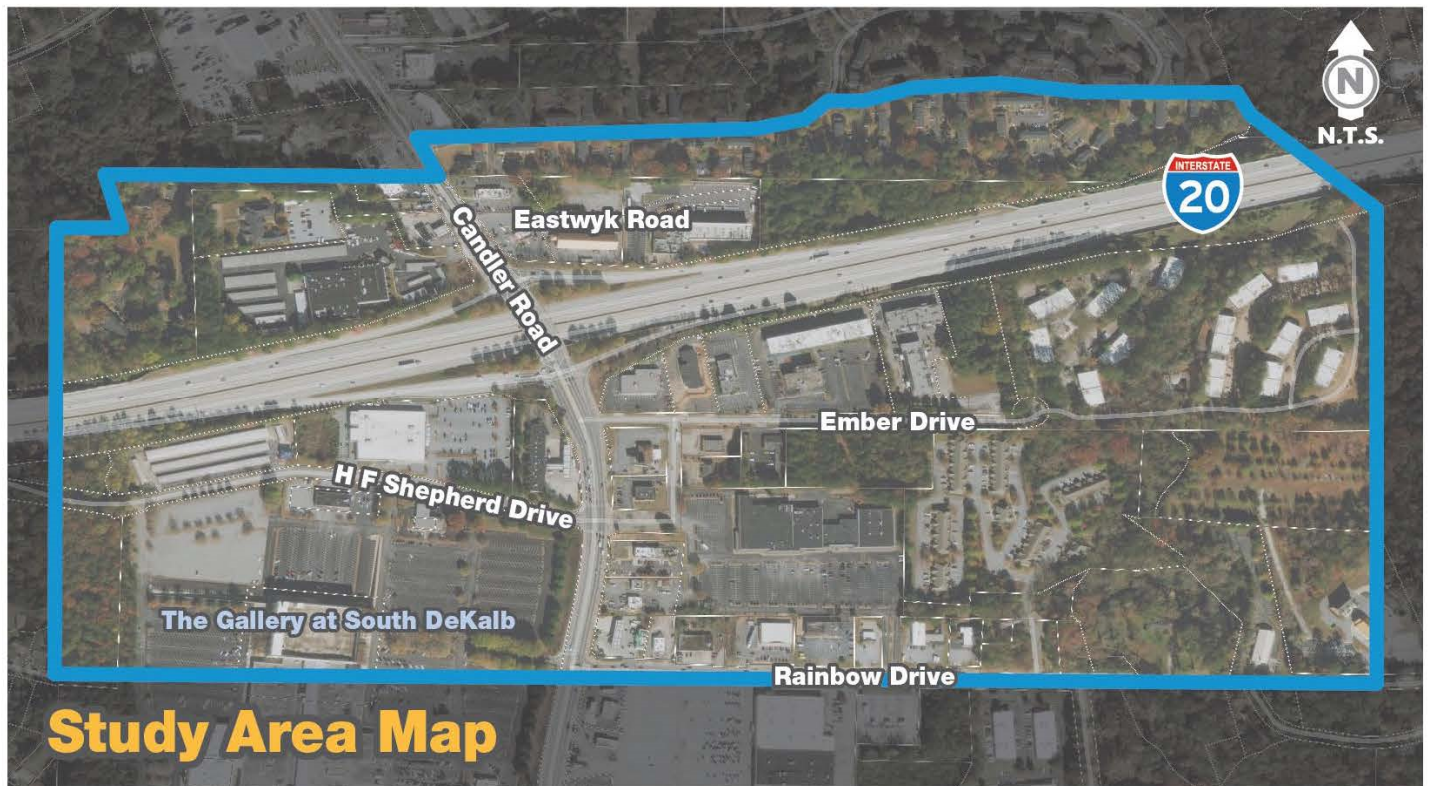 N
N.T.S.
INTERSTATE
20
Eastwyk Road
Candler Road
Ember Drive
H F Shepherd Drive
The Gallery at South DeKalb
Rainbow Drive
Study Area Map